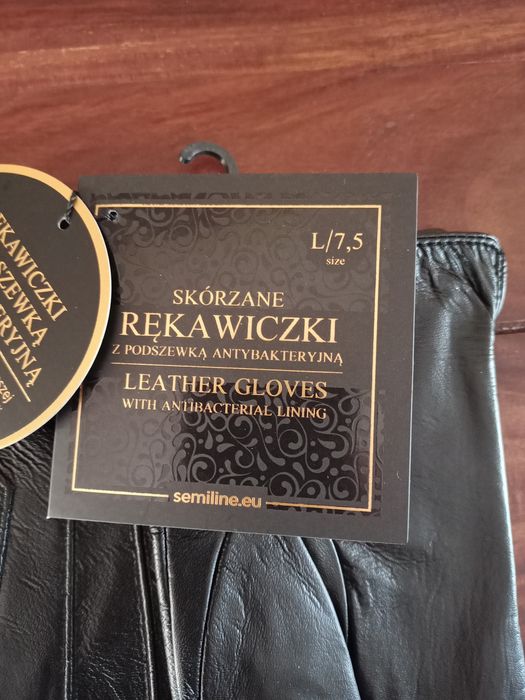 L/7,5
size
SKÓRZANE
RĘKAWICZKI
Z PODSZEWKĄ ANTYBAKTERYJNĄ
LEATHER GLOVES
WITH ANTIBACTERIAL LINING
semiline.eu